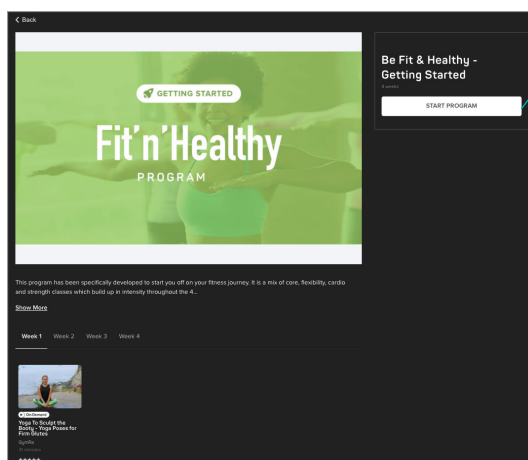 Back
GETTING STARTED
Fit'n'Healthy
PROGRAM
Be Fit & Healthy -
Getting Started
4 weeks
START PROGRAM
This program has been specifically developed to start you off on your fitness journey. It is a mix of core, flexibility, cardio
and strength classes which build up in intensity throughout the 4...
Show More
Week 1 Week 2 Week 3 Week 4
On-Demand
Yoga To Sculpt the
Booty - Yoga Poses for
Firm Glutes
GymRa
minutes